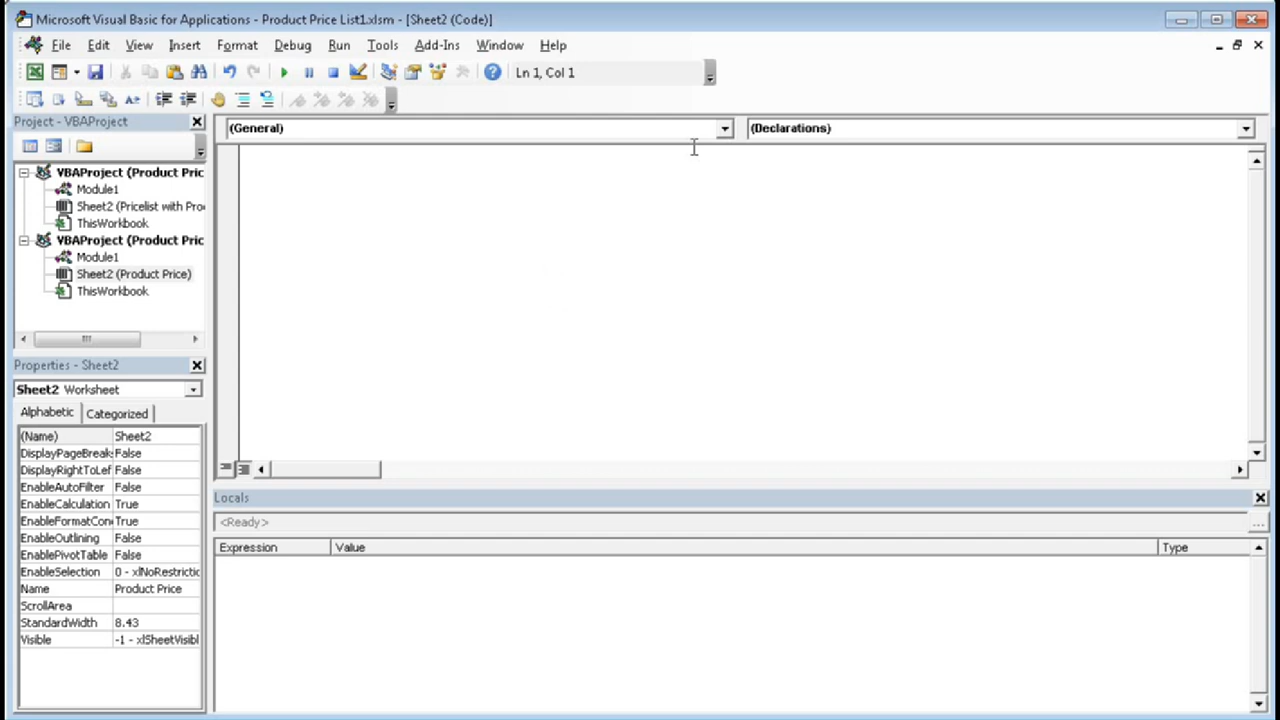 Microsoft Visual Basic for Applications - Product Price List1.xlsm - [Sheet2 (Code)]
File Edit View Insert Format Debug Run Tools Add-Ins Window Help
Ln 1, Col 1
Project - VBAProject
(General)
(Declarations)
VBAProject (Product Pric
Module1
Sheet2 (Pricelist with Pro
ThisWorkbook
VBAProject (Product Pric
Module1
Sheet2 (Product Price)
ThisWorkbook
Properties - Sheet2
Sheet2 Worksheet
Alphabetic Categorized
(Name) Sheet2
DisplayPageBreak False
DisplayRightToLef False
EnableAutoFilter False
EnableCalculation True
EnableFormatCon True
EnableOutlining False
EnablePivotTable False
EnableSelection 0 - xlNoRestrictic
Name Product Price
ScrollArea
StandardWidth 8.43
Visible -1 - xlSheetVisibl
Locals
<Ready>
...
Expression Value Type